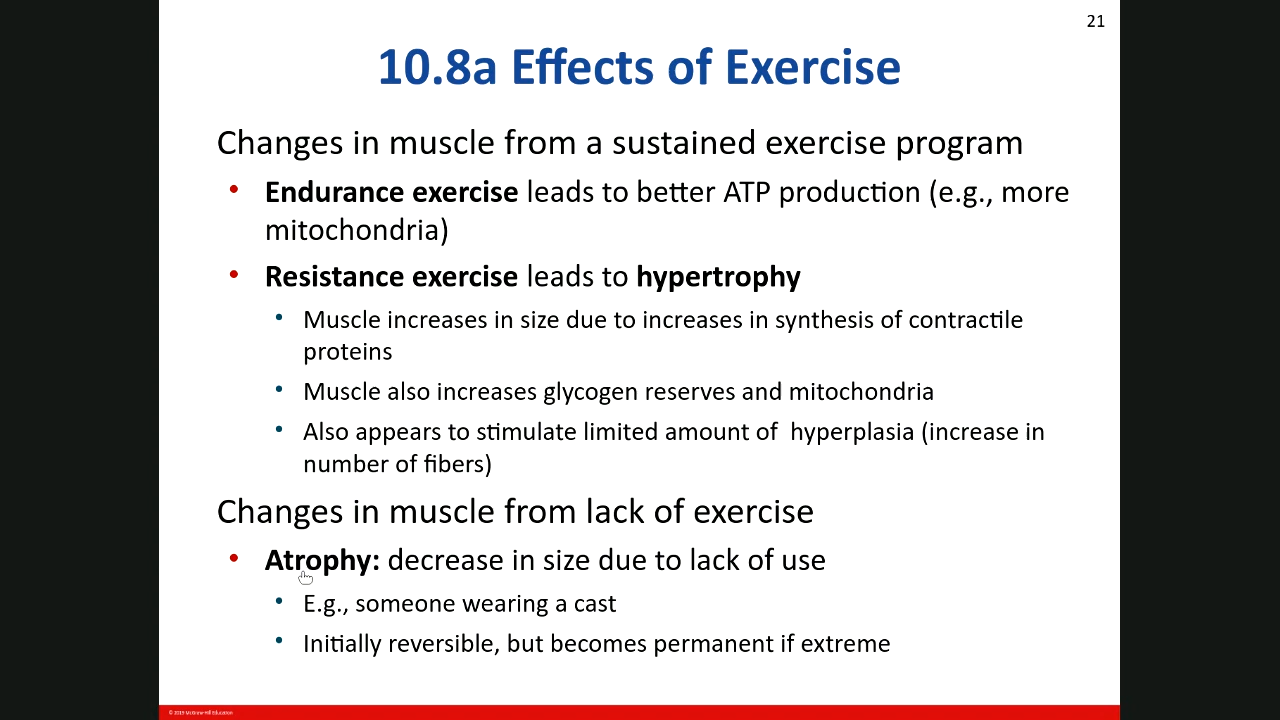 21
10.8a Effects of Exercise
Changes in muscle from a sustained exercise program
• Endurance exercise leads to better ATP production (e.g., more
mitochondria)
• Resistance exercise leads to hypertrophy
• Muscle increases in size due to increases in synthesis of contractile
proteins
• Muscle also increases glycogen reserves and mitochondria
• Also appears to stimulate limited amount of  hyperplasia (increase in
number of fibers)
Changes in muscle from lack of exercise
• Atrophy: decrease in size due to lack of use
• E.g., someone wearing a cast
• Initially reversible, but becomes permanent if extreme
© 2019 McGraw-Hill Education